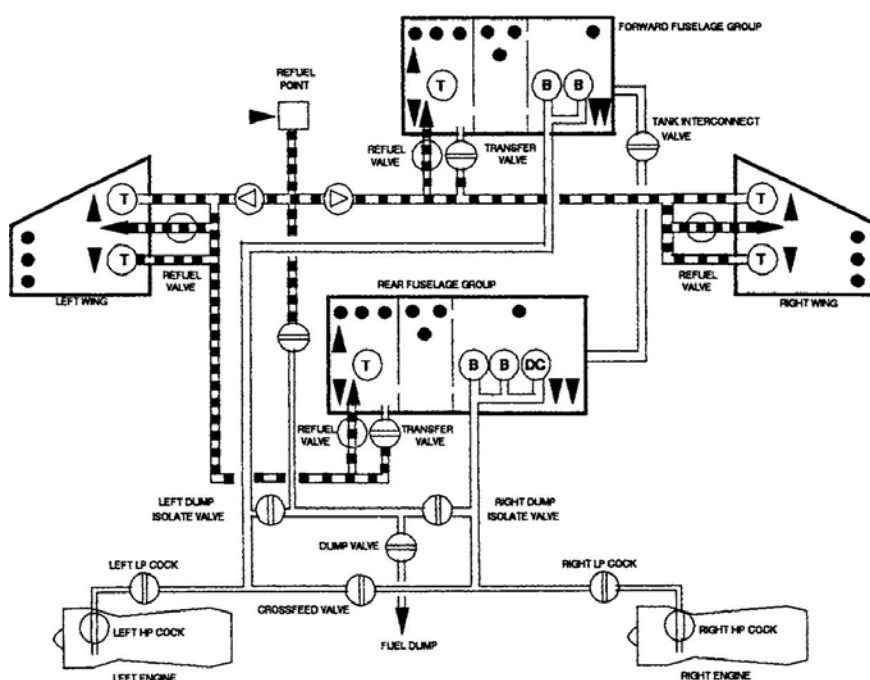 FORWARD FUSELAGE GROUP
REFUEL
POINT
T
B
B
TANK INTERCONNECT
VALVE
REFUEL
VALVE
TRANSFER
VALVE
T
T
T
T
REFUEL
VALVE
REFUEL
VALVE
LEFT WING
REAR FUSELAGE GROUP
RIGHT WING
T
B
B
DC
REFUEL
VALVE
TRANSFER
VALVE
LEFT DUMP
ISOLATE VALVE
RIGHT DUMP
ISOLATE VALVE
DUMP VALVE
LEFT LP COCK
RIGHT LP COCK
CROSSFEED VALVE
LEFT HP COCK
RIGHT HP COCK
FUEL DUMP
LEFT ENGINE
RIGHT ENGINE